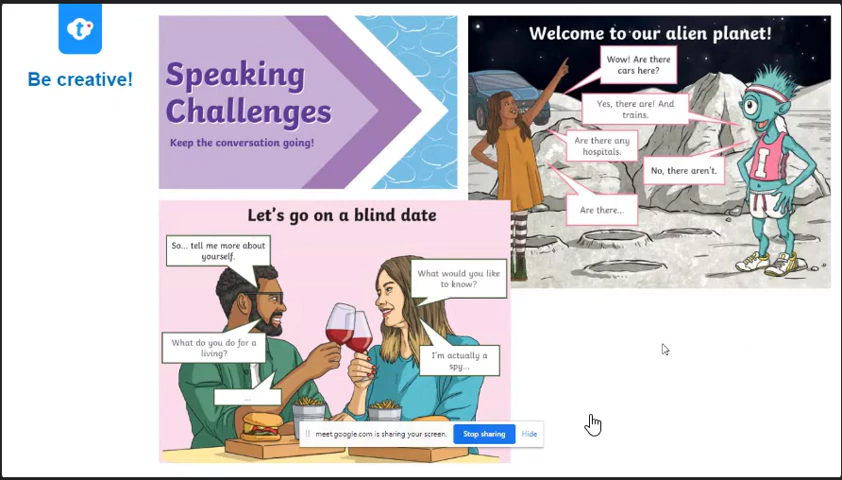 Be creative!
Speaking
Challenges
Keep the conversation going!
Welcome to our alien planet!
Wow! Are there
cars here?
Yes, there are! And
trains.
Are there any
hospitals.
No, there aren't.
Are there...
I
Let's go on a blind date
So... tell me more about
yourself.
What would you like
to know?
What do you do for a
living?
I'm actually a
spy...
...
meet.google.com is sharing your screen.
Stop sharing
Hide